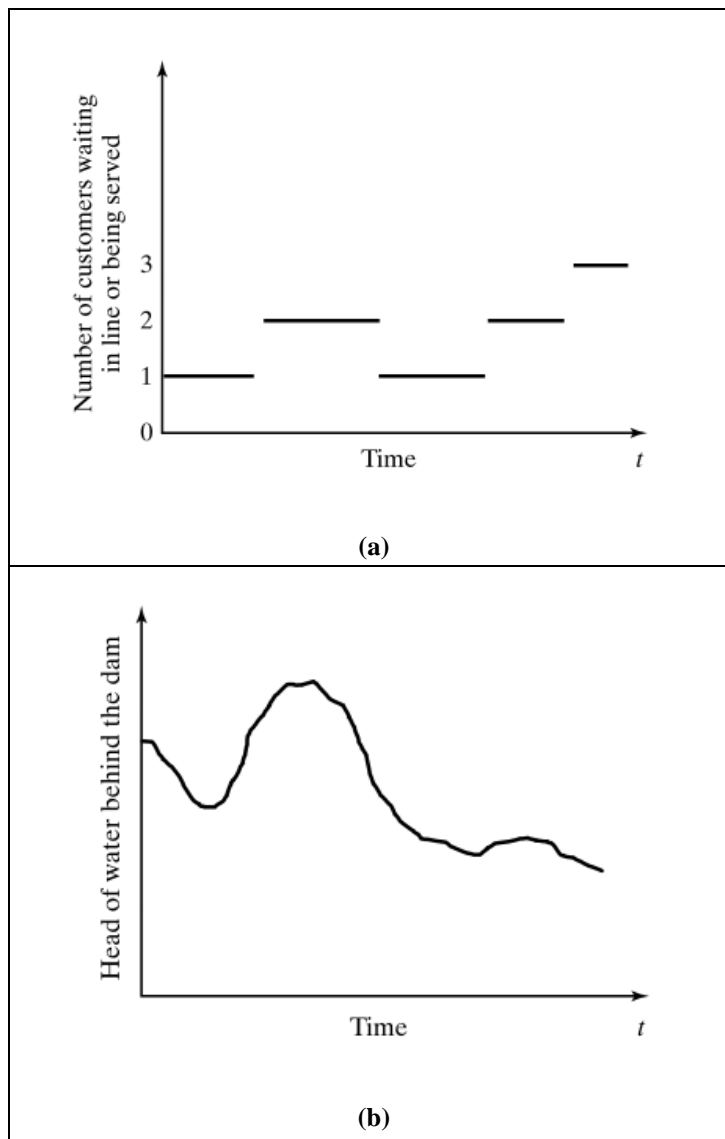 Number of customers waiting
in line or being served
3
2
1
0
Time
t
(a)
Head of water behind the dam
Time
t
(b)